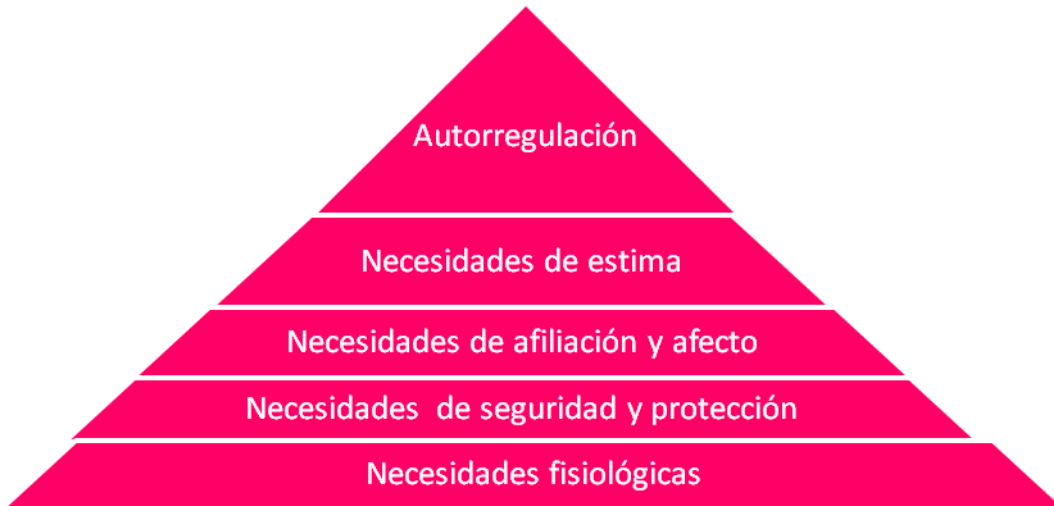 Autorregulación
Necesidades de estima
Necesidades de afiliación y afecto
Necesidades de seguridad y protección
Necesidades fisiológicas